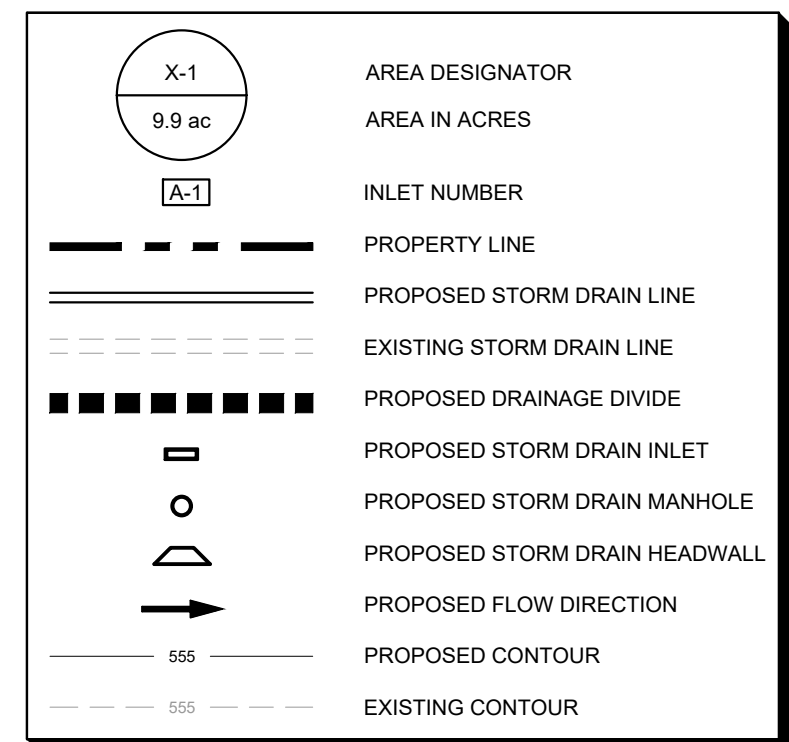 X-1
AREA DESIGNATOR
9.9 ac
AREA IN ACRES
A-1
INLET NUMBER
PROPERTY LINE
PROPOSED STORM DRAIN LINE
EXISTING STORM DRAIN LINE
PROPOSED DRAINAGE DIVIDE
PROPOSED STORM DRAIN INLET
PROPOSED STORM DRAIN MANHOLE
PROPOSED STORM DRAIN HEADWALL
PROPOSED FLOW DIRECTION
555
PROPOSED CONTOUR
555
EXISTING CONTOUR